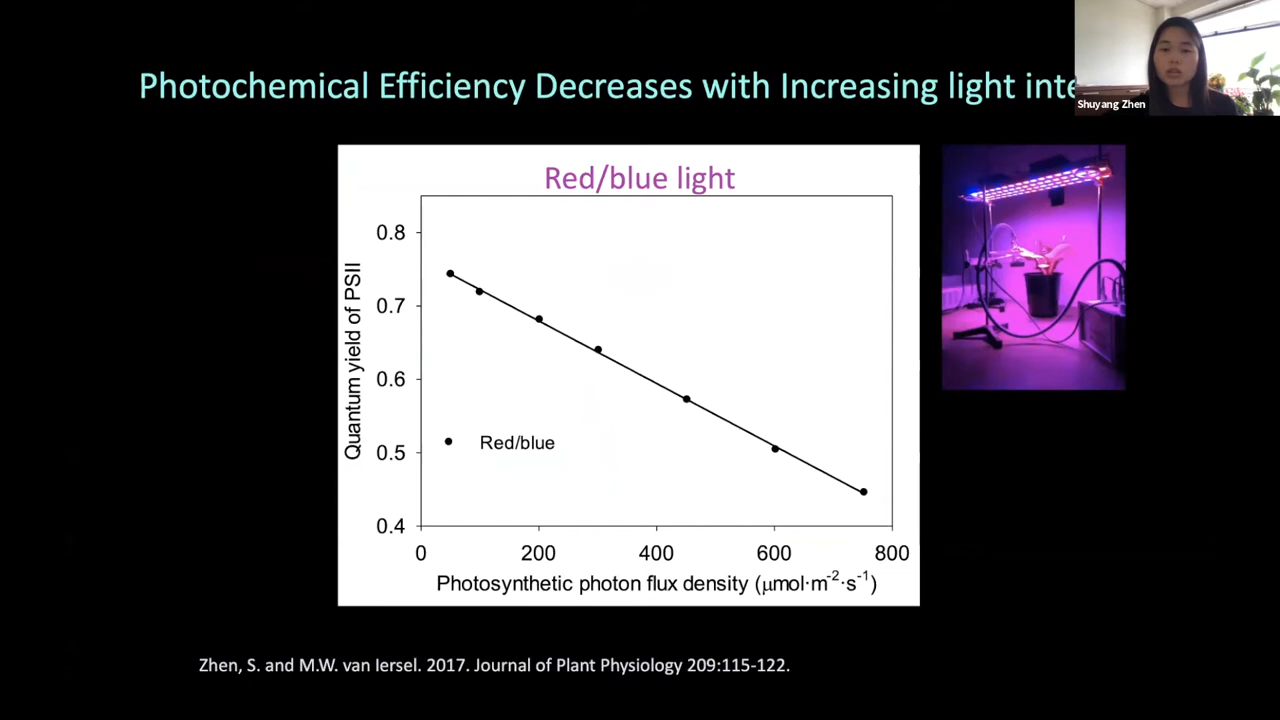 Photochemical Efficiency Decreases with Increasing light inte
Shuyang Zhen
Red/blue light
0.8
0.7
0.6
0.5
0.4
Quantum yield of PSII
Red/blue
0 200 400 600 800
Photosynthetic photon flux density (µmol·m⁻²·s⁻¹)
Zhen, S. and M.W. van Iersel. 2017. Journal of Plant Physiology 209:115-122.